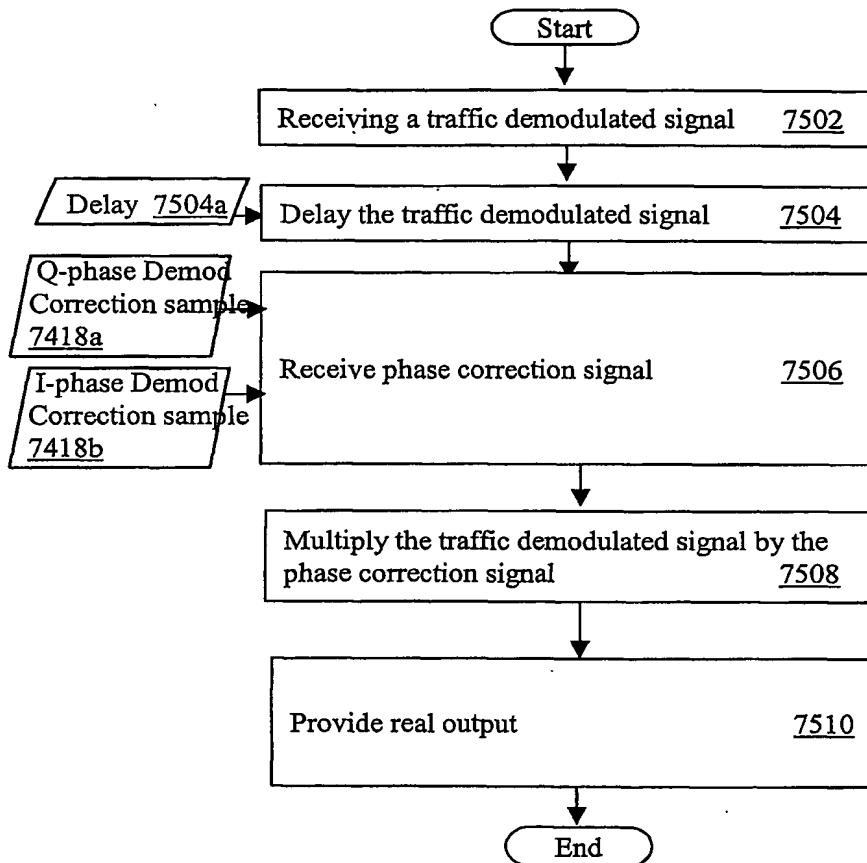 Start
Receiving a traffic demodulated signal 7502
Delay 7504a
Delay the traffic demodulated signal 7504
Q-phase Demod
Correction sample
7418a
I-phase Demod
Correction sample
7418b
Receive phase correction signal 7506
Multiply the traffic demodulated signal by the
phase correction signal 7508
Provide real output 7510
End